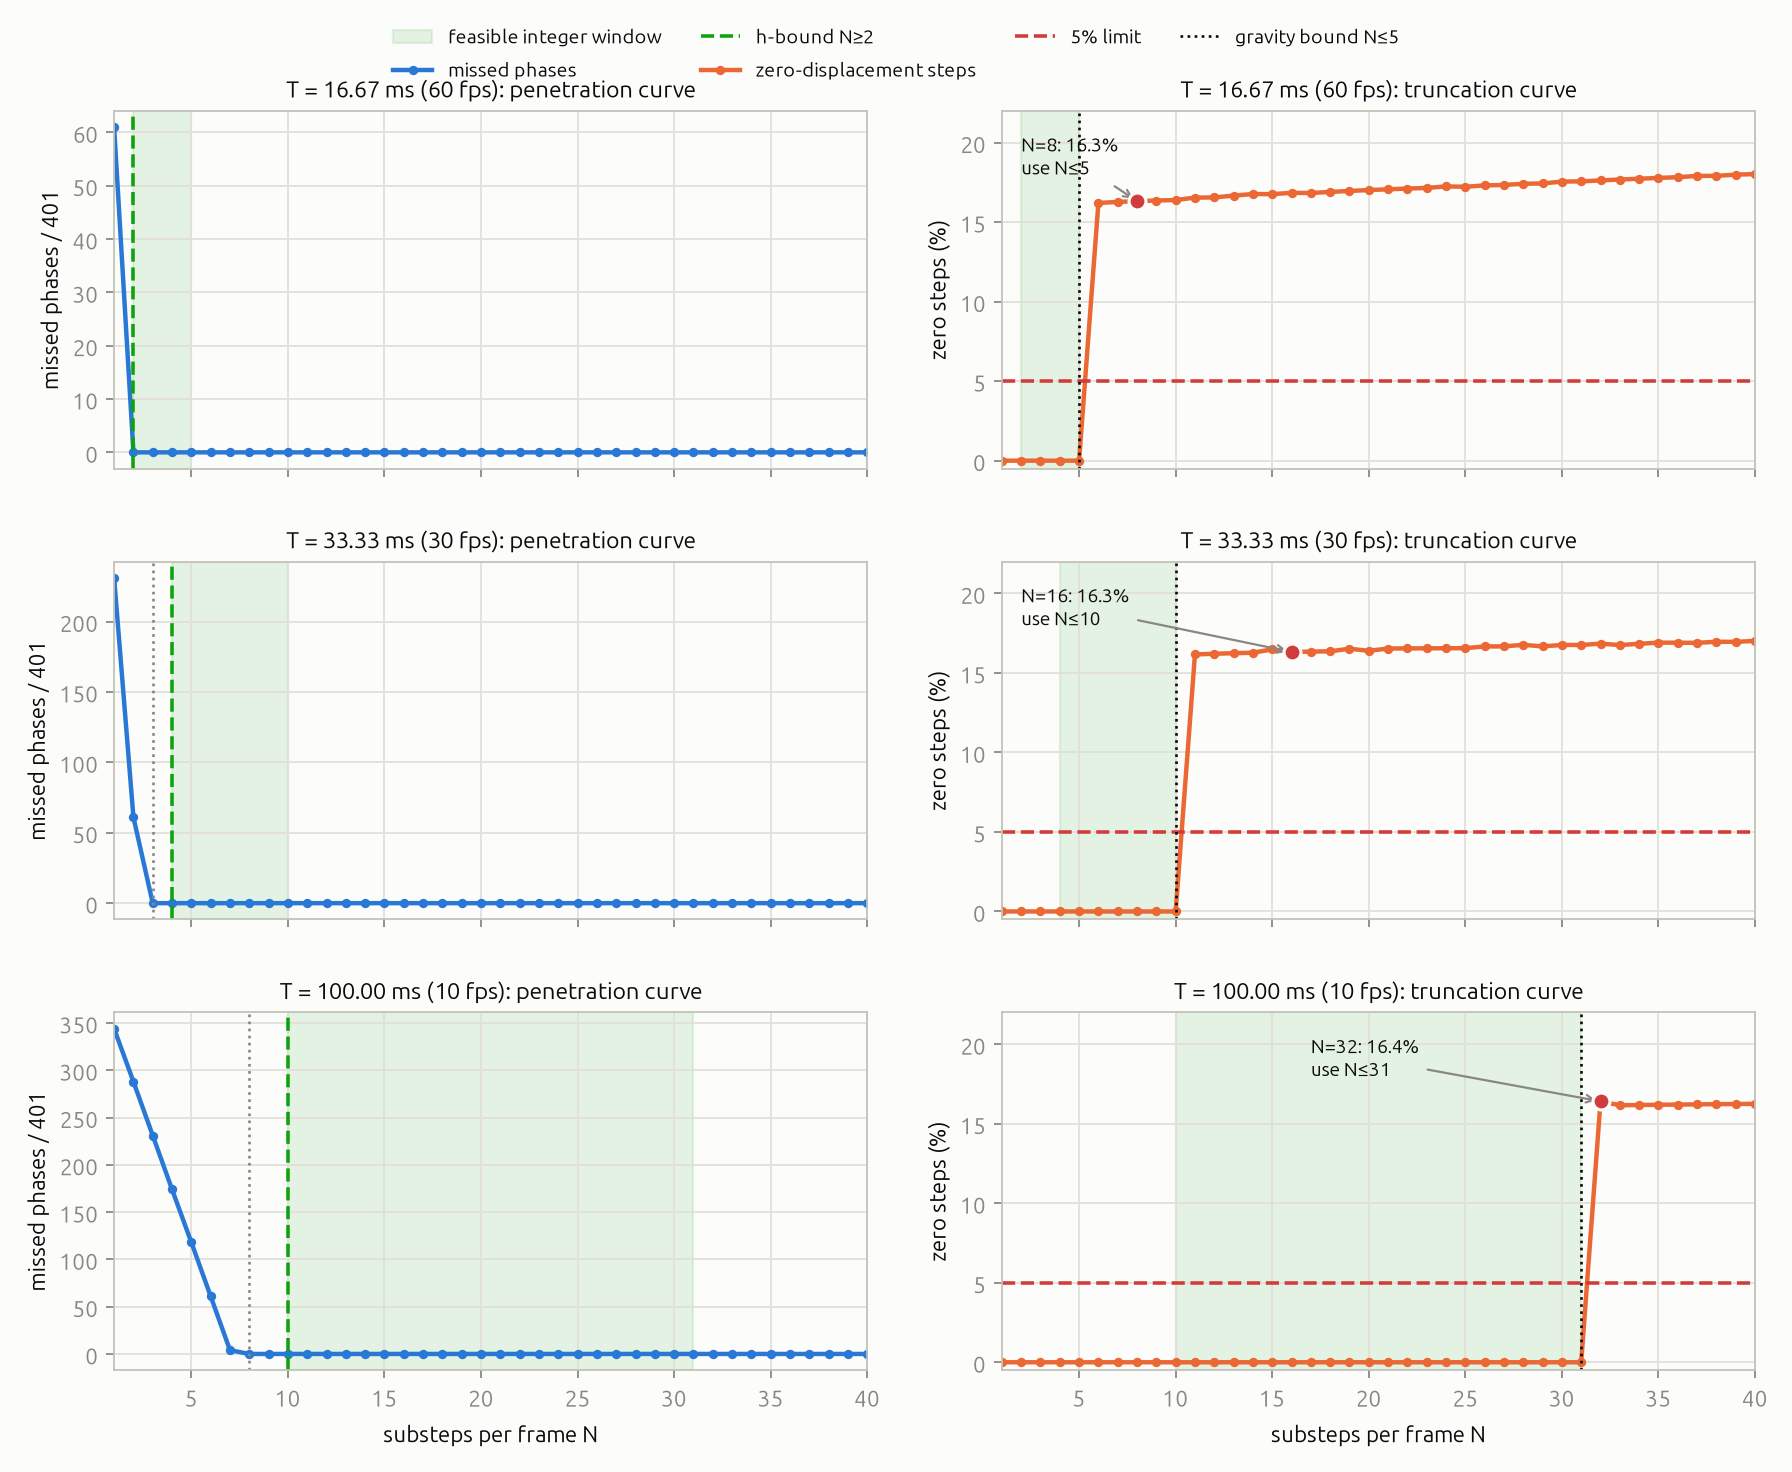 feasible integer window
h-bound N≥2
5% limit
gravity bound N≤5
missed phases
zero-displacement steps
T = 16.67 ms (60 fps): penetration curve
60
50
40
30
20
10
0
missed phases / 401
T = 16.67 ms (60 fps): truncation curve
N=8: 16.3%
use N≤5
20
15
10
5
0
zero steps (%)
T = 33.33 ms (30 fps): penetration curve
200
150
100
50
0
missed phases / 401
T = 33.33 ms (30 fps): truncation curve
N=16: 16.3%
use N≤10
20
15
10
5
0
zero steps (%)
T = 100.00 ms (10 fps): penetration curve
350
300
250
200
150
100
50
0
missed phases / 401
5 10 15 20 25 30 35 40
substeps per frame N
T = 100.00 ms (10 fps): truncation curve
N=32: 16.4%
use N≤31
20
15
10
5
0
zero steps (%)
5 10 15 20 25 30 35 40
substeps per frame N